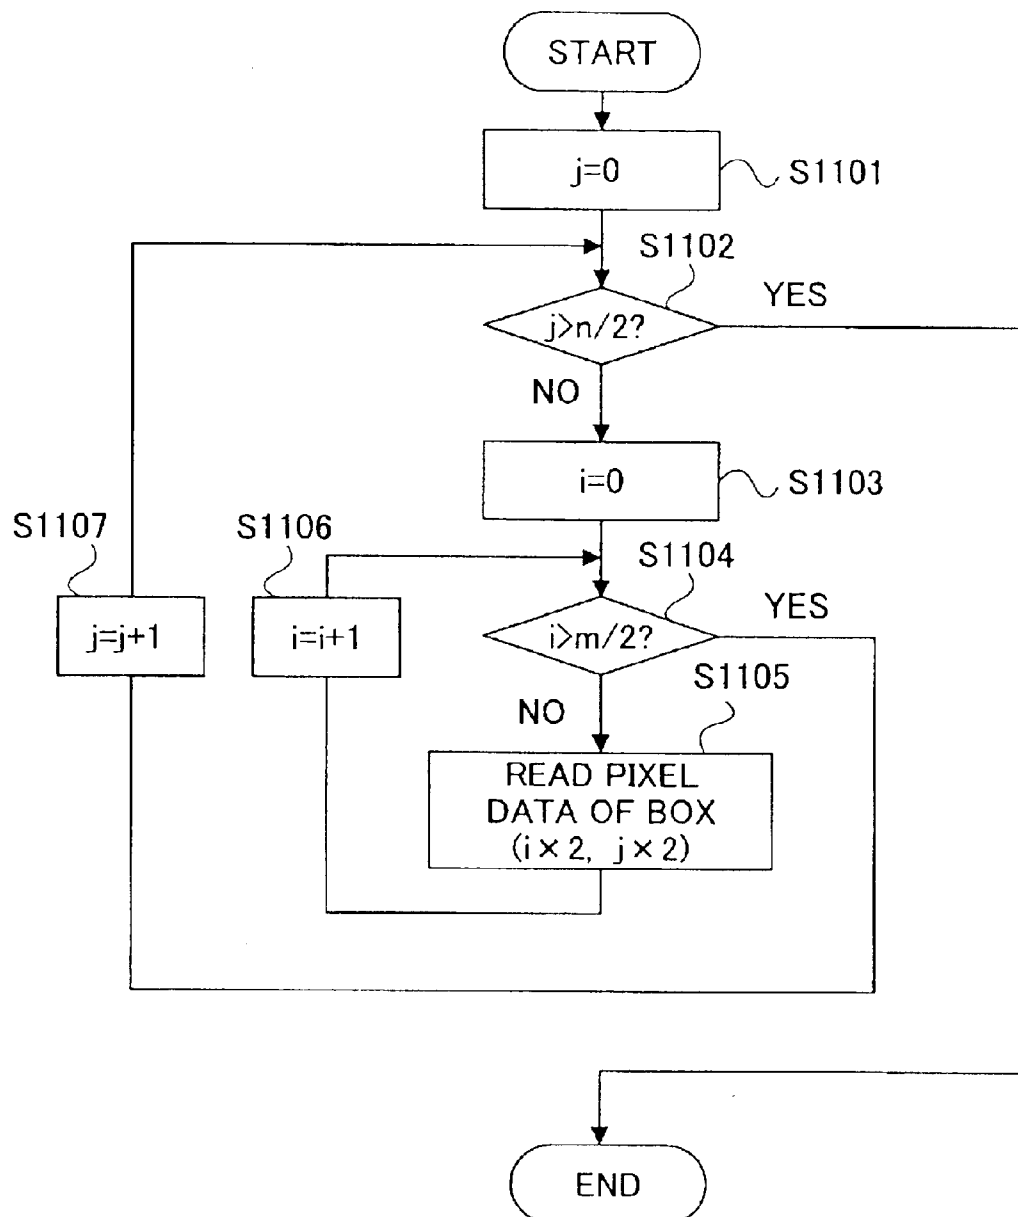 START
j=0
S1101
S1102
j>n/2?
YES
NO
i=0
S1103
S1107
S1106
S1104
j=j+1
i=i+1
i>m/2?
YES
NO
S1105
READ PIXEL
DATA OF BOX
(i×2, j×2)
END